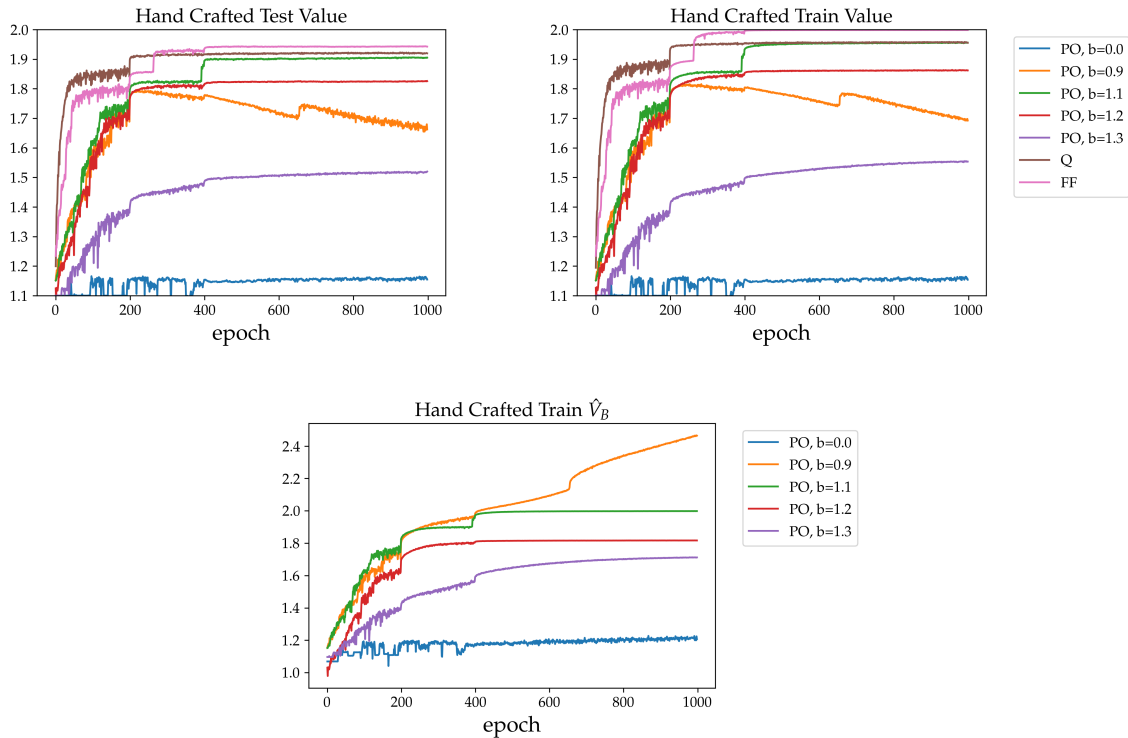 Hand Crafted Test Value
2.0
1.9
1.8
1.7
1.6
1.5
1.4
1.3
1.2
1.1
0
200
400
600
800
1000
epoch
Hand Crafted Train Value
2.0
1.9
1.8
1.7
1.6
1.5
1.4
1.3
1.2
1.1
0
200
400
600
800
1000
epoch
PO, b=0.0
PO, b=0.9
PO, b=1.1
PO, b=1.2
PO, b=1.3
Q
FF
Hand Crafted Train V̂_B
2.4
2.2
2.0
1.8
1.6
1.4
1.2
1.0
0
200
400
600
800
1000
epoch
PO, b=0.0
PO, b=0.9
PO, b=1.1
PO, b=1.2
PO, b=1.3